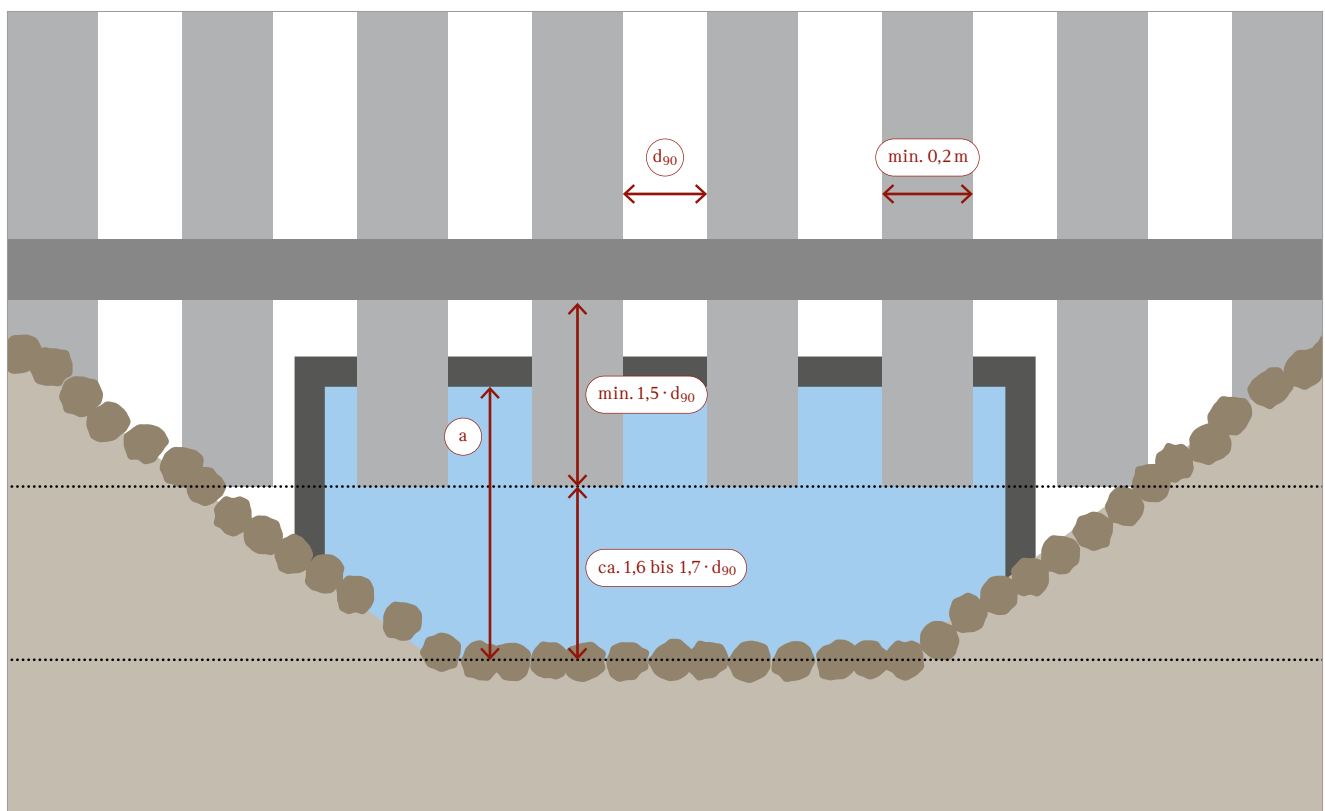 d₉₀
min. 0,2 m
min. 1,5 · d₉₀
a
ca. 1,6 bis 1,7 · d₉₀